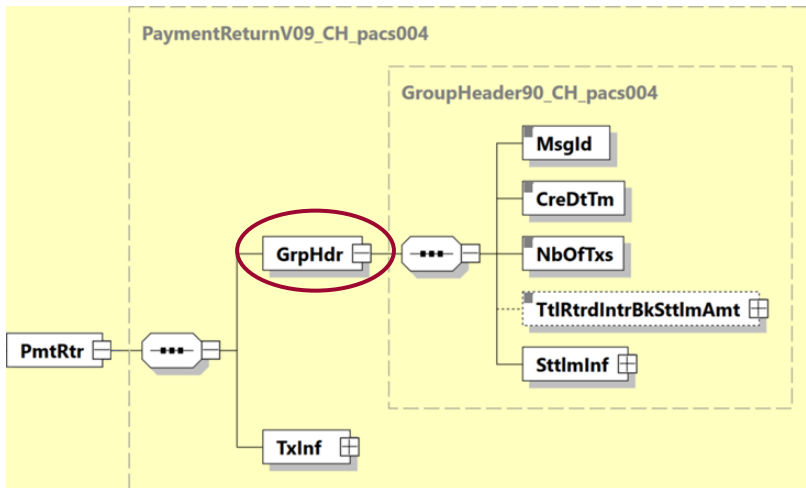 PaymentReturnV09_CH_pacs004
GroupHeader90_CH_pacs004
MsgId
CreDtTm
GrpHdr
NbOfTxs
TtlRtrdIntrBkSttlmAmt
PmtRtr
SttlmInf
TxInf